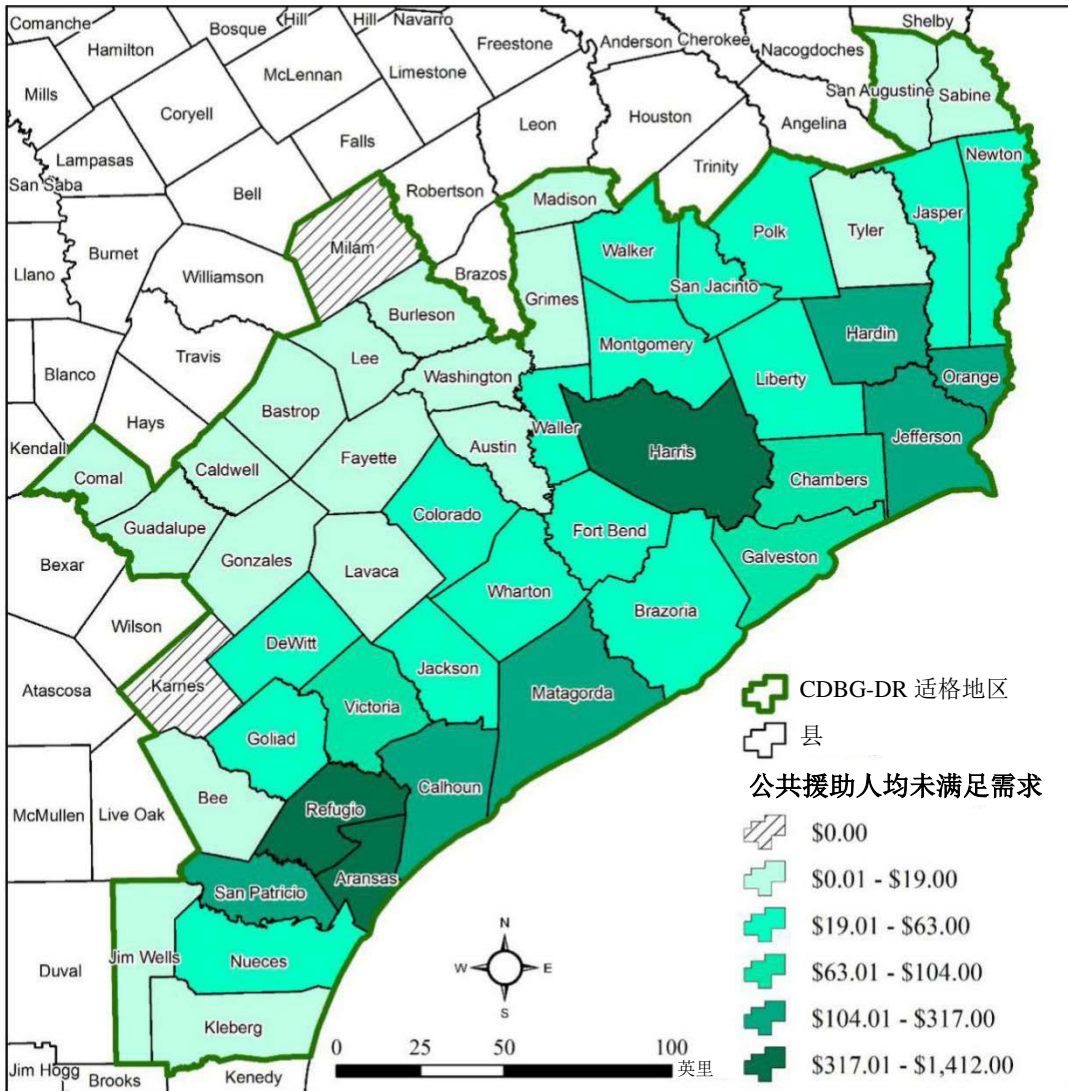 Comanche
Hamilton
Bosque
Hill
Hill
Navarro
Freestone
Anderson
Cherokee
Nacogdoches
Shelby
Mills
Coryell
McLennan
Limestone
Leon
Houston
Angelina
San Augustine
Sabine
Lampasas
Falls
Trinity
Newton
San Saba
Bell
Robertson
Madison
Jasper
Burnet
Milam
Walker
Polk
Tyler
Llano
Williamson
Brazos
Grimes
San Jacinto
Burleson
Hardin
Travis
Lee
Montgomery
Blanco
Washington
Liberty
Orange
Bastrop
Hays
Waller
Jefferson
Kendall
Fayette
Austin
Harris
Comal
Caldwell
Chambers
Colorado
Guadalupe
Fort Bend
Galveston
Bexar
Gonzales
Lavaca
Wharton
Brazoria
Wilson
DeWitt
Jackson
Matagorda
Atascosa
Karnes
Victoria
Goliad
Calhoun
McMullen
Live Oak
Bee
Refugio
Aransas
San Patricio
Duval
Jim Wells
Nueces
Kleberg
Jim Hogg
Brooks
Kenedy
N
W E
S
0 25 50 100
英里
CDBG-DR 适格地区
县
公共援助人均未满足需求
$0.00
$0.01 - $19.00
$19.01 - $63.00
$63.01 - $104.00
$104.01 - $317.00
$317.01 - $1,412.00